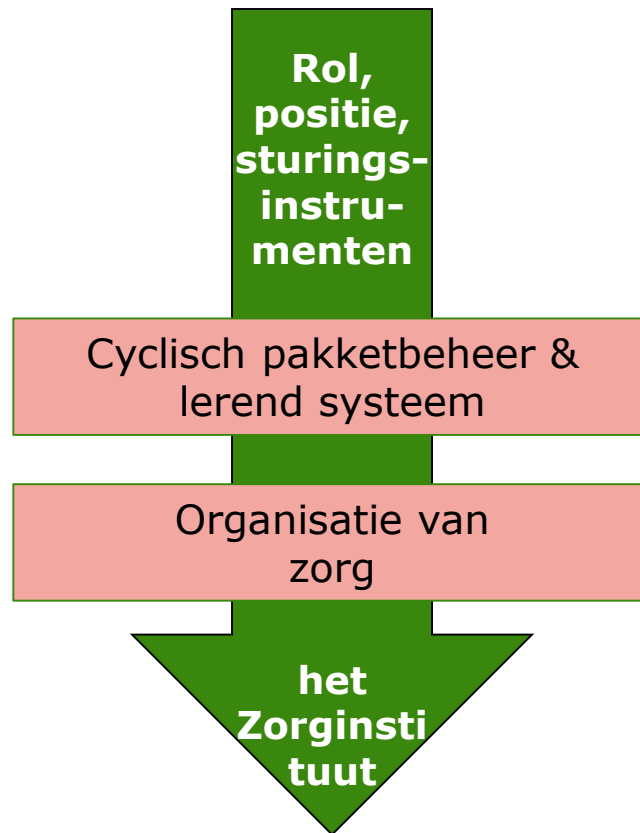 Rol,
positie,
sturings-
instru-
menten
Cyclisch pakketbeheer &
lerend systeem
Organisatie van
zorg
het
Zorginsti
tuut